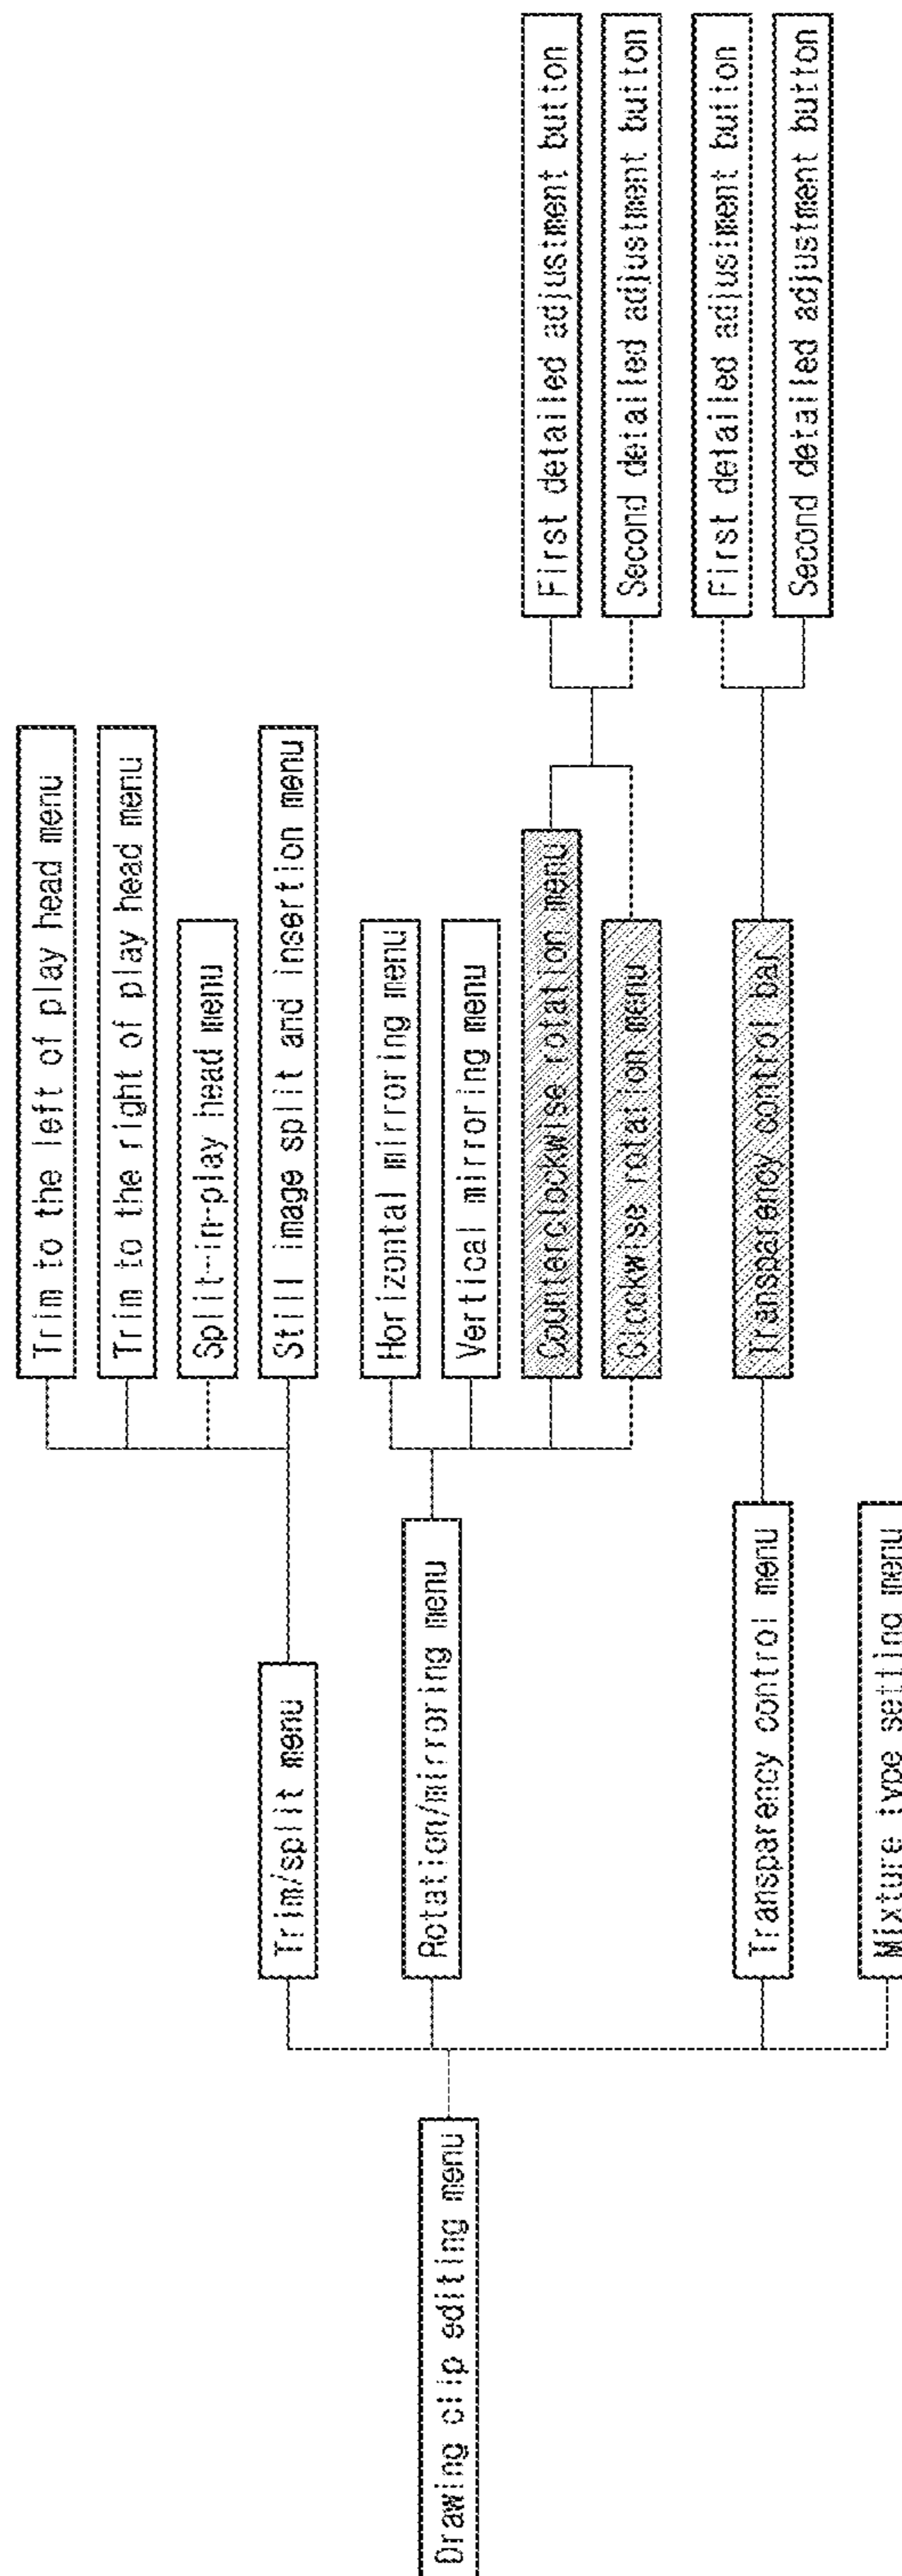 Drawing clip editing menu
Trim/split menu
Trim to the left of play head menu
Trim to the right of play head menu
Split-in-play head menu
Still image split and insertion menu
Rotation/mirroring menu
Horizontal mirroring menu
Vertical mirroring menu
Counterclockwise rotation menu
Clockwise rotation menu
First detailed adjustment button
Second detailed adjustment button
Transparency control menu
Transparency control bar
First detailed adjustment button
Second detailed adjustment button
Mixture type setting menu